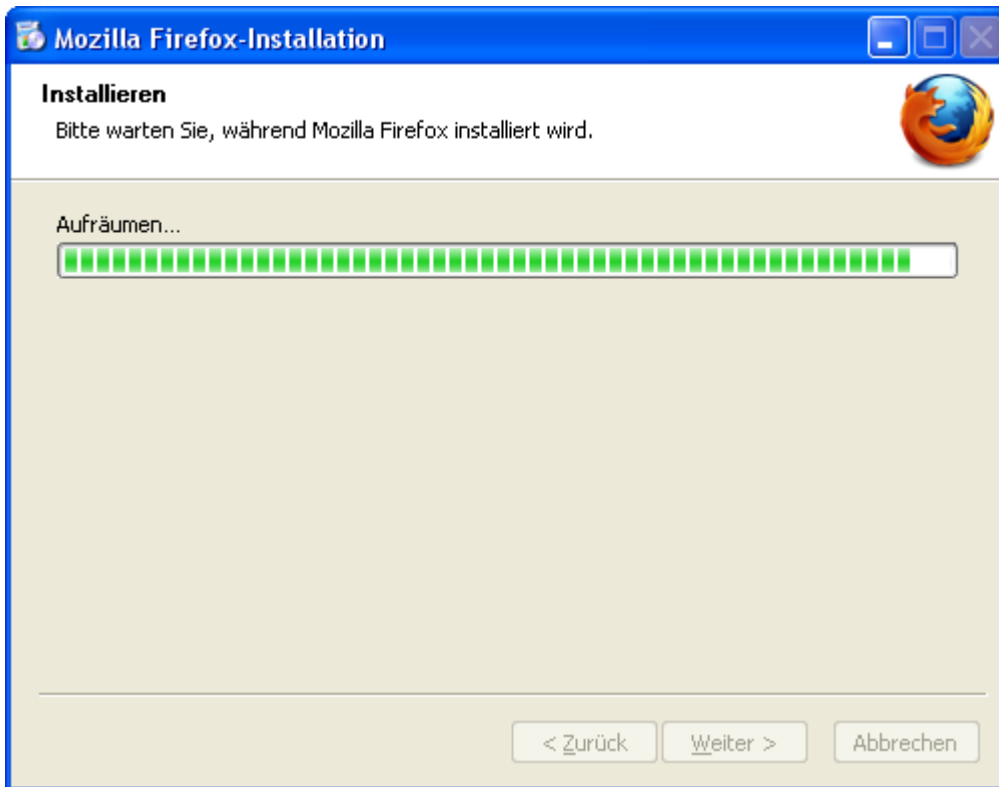 Mozilla Firefox-Installation
Installieren
Bitte warten Sie, während Mozilla Firefox installiert wird.
Aufräumen...
< Zurück Weiter > Abbrechen